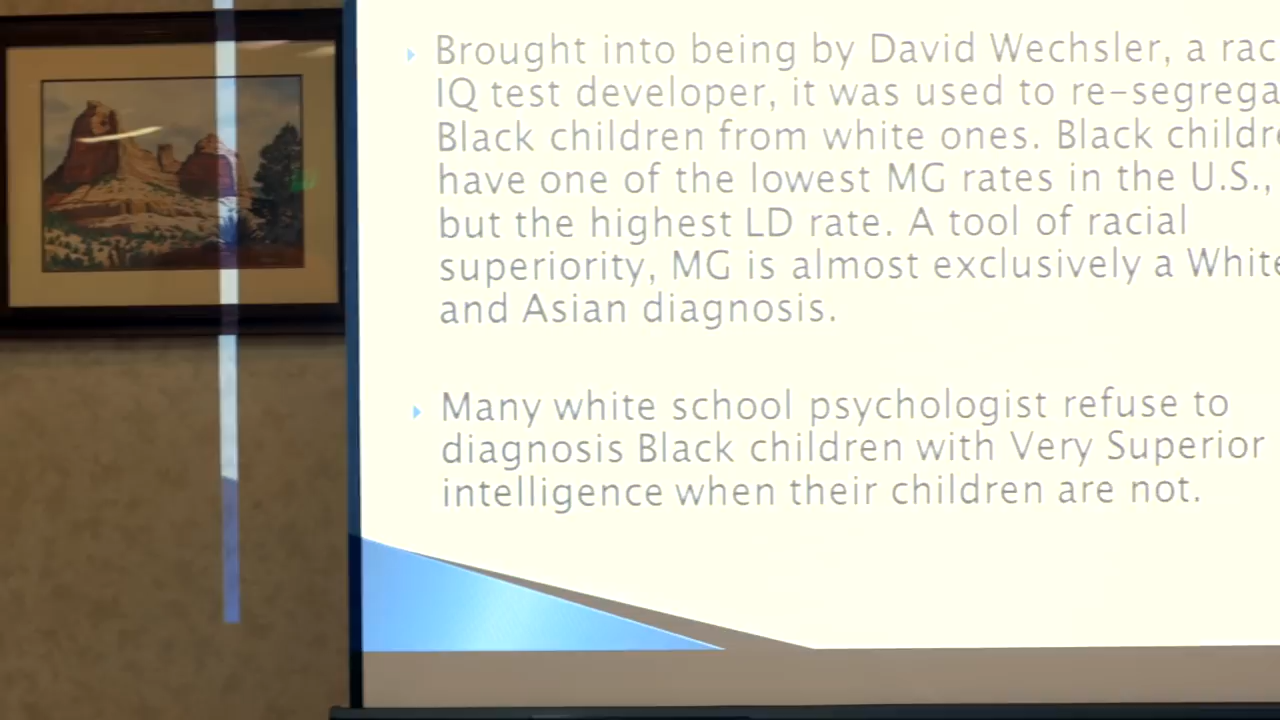 Brought into being by David Wechsler, a
IQ test developer, it was used to
Black children from white ones. Black
have one of the lowest MG rates in the U.S.,
but the highest LD rate. A tool of racial
superiority, MG is almost exclusively a White
and Asian diagnosis.
Many white school psychologist refuse to
diagnosis Black children with Very Superior
intelligence when their children are not.